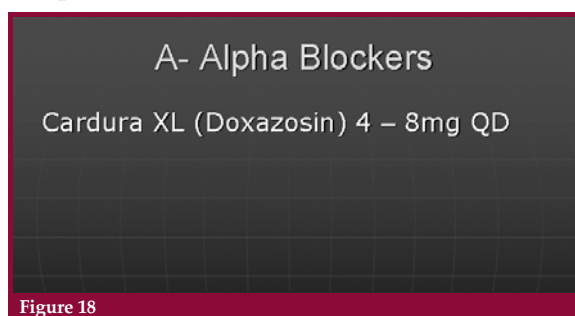 A- Alpha Blockers
Cardura XL (Doxazosin) 4 – 8mg QD
Figure 18